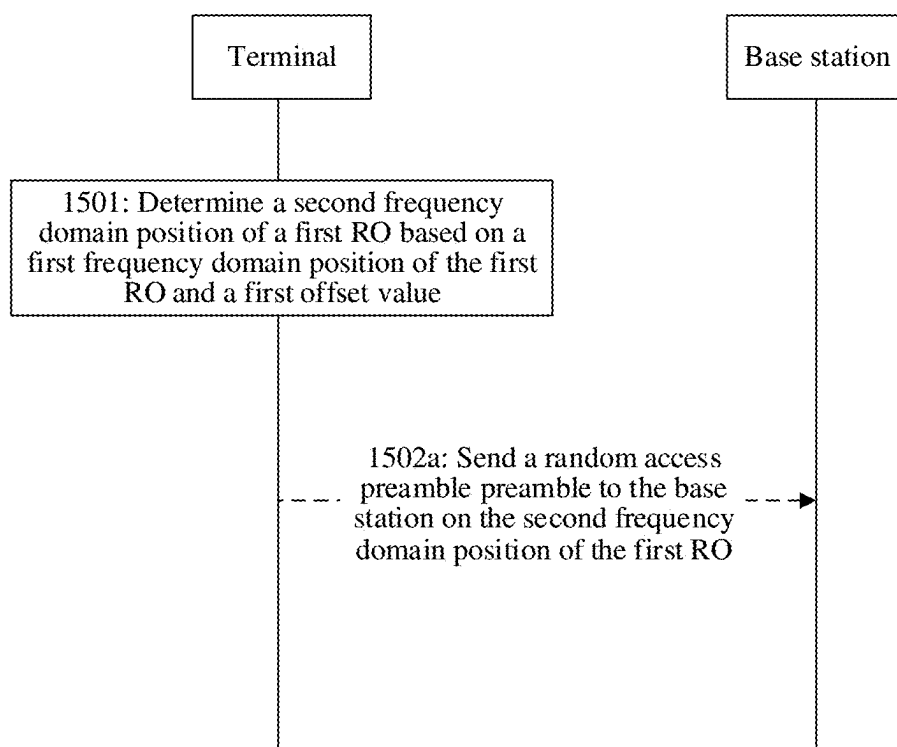 Terminal
Base station
1501: Determine a second frequency
domain position of a first RO based on a
first frequency domain position of the first
RO and a first offset value
1502a: Send a random access
preamble preamble to the base
station on the second frequency
domain position of the first RO